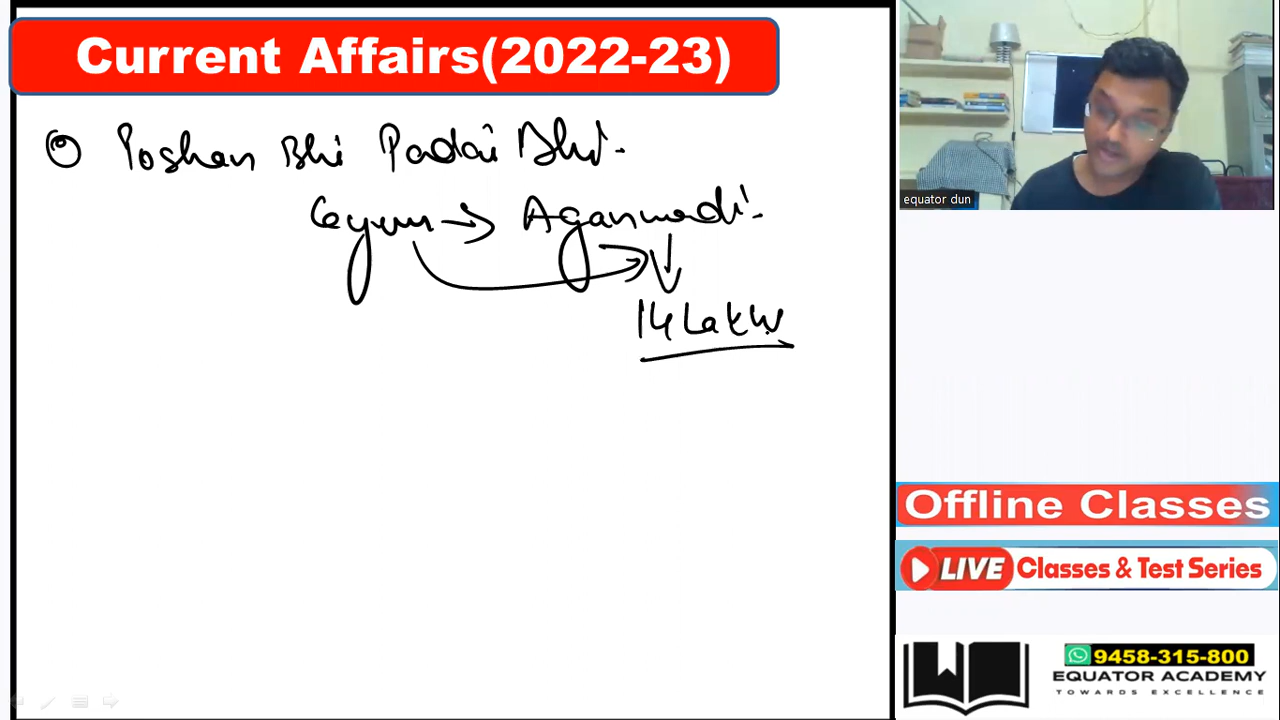 Current Affairs(2022-23)
Poshan Bhi Padai Bhi.
→ Aganwadi.
14 Lakh
equator dun
Offline Classes
LIVE Classes & Test Series
9458-315-800
EQUATOR ACADEMY
TOWARDS EXCELLENCE